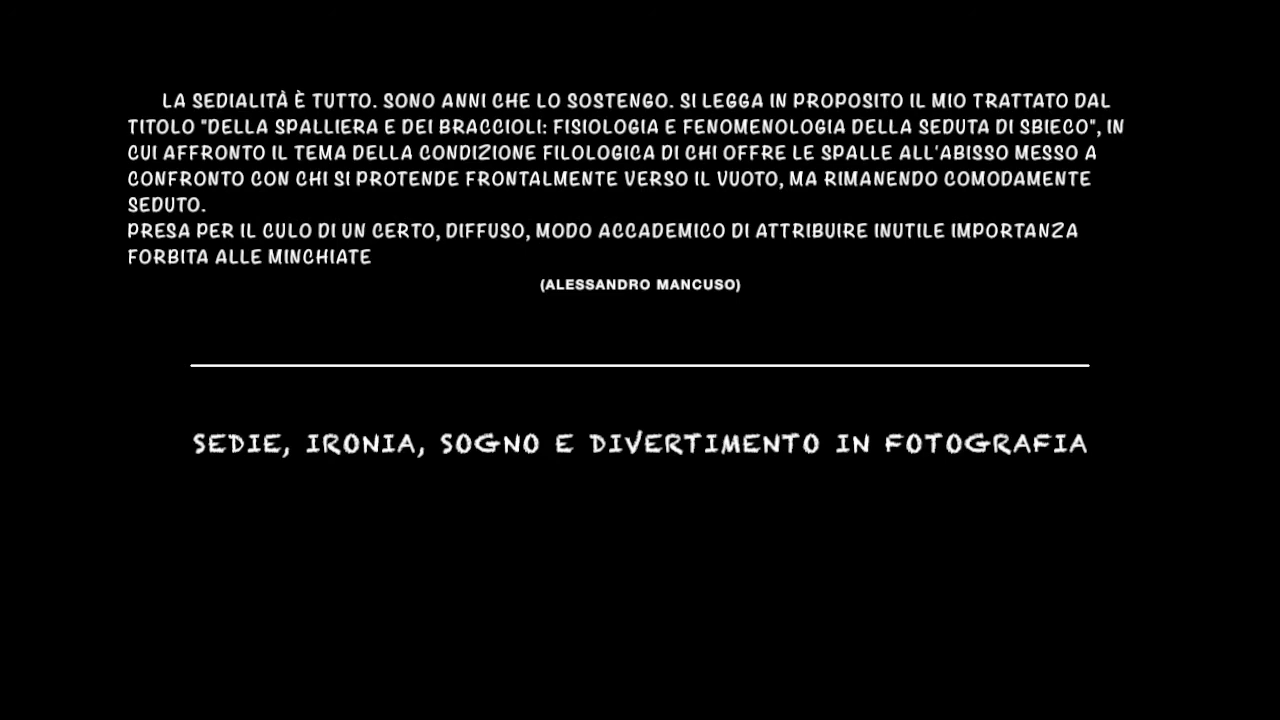 LA SEDIALITÀ È TUTTO. SONO ANNI CHE LO SOSTENGO. SI LEGGA IN PROPOSITO IL MIO TRATTATO DAL
TITOLO "DELLA SPALLIERA E DEI BRACCIOLI: FISIOLOGIA E FENOMENOLOGIA DELLA SEDUTA DI SBIECO", IN
CUI AFFRONTO IL TEMA DELLA CONDIZIONE FILOLOGICA DI CHI OFFRE LE SPALLE ALL'ABISSO MESSO A
CONFRONTO CON CHI SI PROTENDE FRONTALMENTE VERSO IL VUOTO, MA RIMANENDO COMODAMENTE
SEDUTO.
PRESA PER IL CULO DI UN CERTO, DIFFUSO, MODO ACCADEMICO DI ATTRIBUIRE INUTILE IMPORTANZA
FORBITA ALLE MINCHIATE
(ALESSANDRO MANCUSO)
SEDIE, IRONIA, SOGNO E DIVERTIMENTO IN FOTOGRAFIA